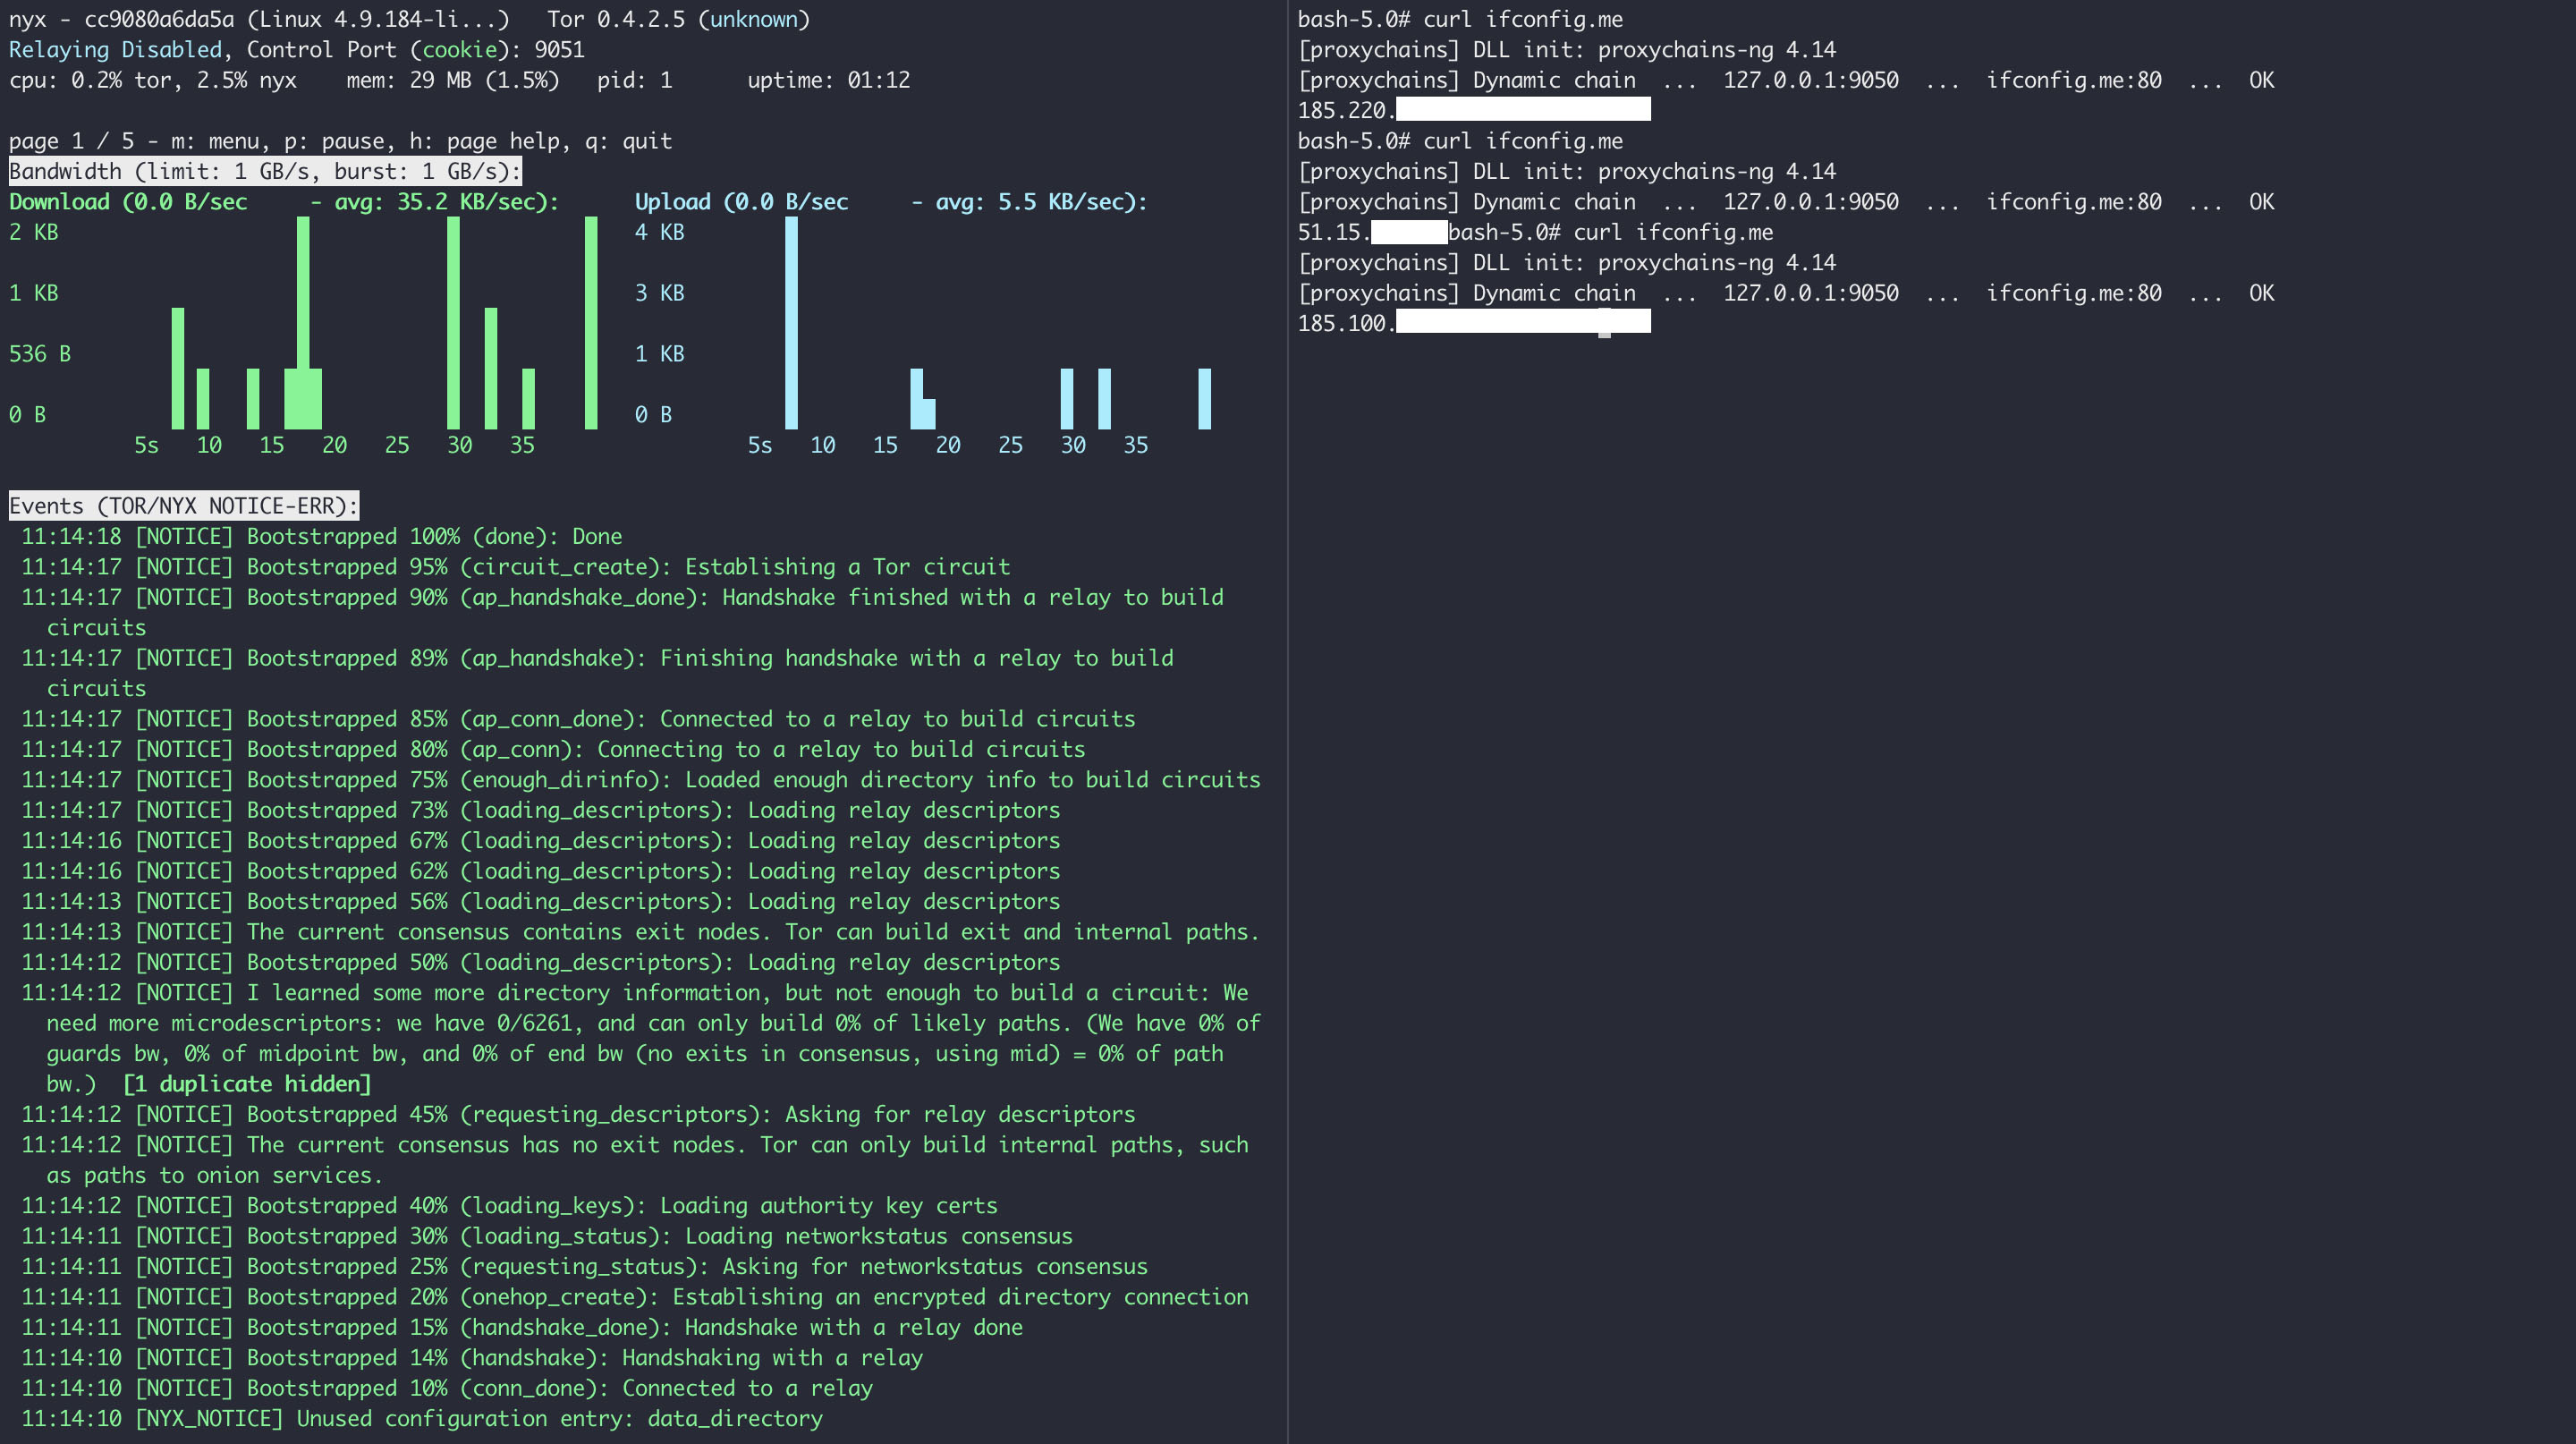 nyx - cc9080a6da5a (Linux 4.9.184-li...)   Tor 0.4.2.5 (unknown)
Relaying Disabled, Control Port (cookie): 9051
cpu: 0.2% tor, 2.5% nyx    mem: 29 MB (1.5%)   pid: 1      uptime: 01:12
page 1 / 5 - m: menu, p: pause, h: page help, q: quit
Bandwidth (limit: 1 GB/s, burst: 1 GB/s):
Download (0.0 B/sec     - avg: 35.2 KB/sec):      Upload (0.0 B/sec     - avg: 5.5 KB/sec):
2 KB      4 KB
1 KB      3 KB
536 B      1 KB
0 B      0 B
5s   10   15   20   25   30   35      5s   10   15   20   25   30   35
Events (TOR/NYX NOTICE-ERR):
11:14:18 [NOTICE] Bootstrapped 100% (done): Done
11:14:17 [NOTICE] Bootstrapped 95% (circuit_create): Establishing a Tor circuit
11:14:17 [NOTICE] Bootstrapped 90% (ap_handshake_done): Handshake finished with a relay to build
circuits
11:14:17 [NOTICE] Bootstrapped 89% (ap_handshake): Finishing handshake with a relay to build
circuits
11:14:17 [NOTICE] Bootstrapped 85% (ap_conn_done): Connected to a relay to build circuits
11:14:17 [NOTICE] Bootstrapped 80% (ap_conn): Connecting to a relay to build circuits
11:14:17 [NOTICE] Bootstrapped 75% (enough_dirinfo): Loaded enough directory info to build circuits
11:14:17 [NOTICE] Bootstrapped 73% (loading_descriptors): Loading relay descriptors
11:14:16 [NOTICE] Bootstrapped 67% (loading_descriptors): Loading relay descriptors
11:14:16 [NOTICE] Bootstrapped 62% (loading_descriptors): Loading relay descriptors
11:14:13 [NOTICE] Bootstrapped 56% (loading_descriptors): Loading relay descriptors
11:14:13 [NOTICE] The current consensus contains exit nodes. Tor can build exit and internal paths.
11:14:12 [NOTICE] Bootstrapped 50% (loading_descriptors): Loading relay descriptors
11:14:12 [NOTICE] I learned some more directory information, but not enough to build a circuit: We
need more microdescriptors: we have 0/6261, and can only build 0% of likely paths. (We have 0% of
guards bw, 0% of midpoint bw, and 0% of end bw (no exits in consensus, using mid) = 0% of path
bw.)  [1 duplicate hidden]
11:14:12 [NOTICE] Bootstrapped 45% (requesting_descriptors): Asking for relay descriptors
11:14:12 [NOTICE] The current consensus has no exit nodes. Tor can only build internal paths, such
as paths to onion services.
11:14:12 [NOTICE] Bootstrapped 40% (loading_keys): Loading authority key certs
11:14:11 [NOTICE] Bootstrapped 30% (loading_status): Loading networkstatus consensus
11:14:11 [NOTICE] Bootstrapped 25% (requesting_status): Asking for networkstatus consensus
11:14:11 [NOTICE] Bootstrapped 20% (onehop_create): Establishing an encrypted directory connection
11:14:11 [NOTICE] Bootstrapped 15% (handshake_done): Handshake with a relay done
11:14:10 [NOTICE] Bootstrapped 14% (handshake): Handshaking with a relay
11:14:10 [NOTICE] Bootstrapped 10% (conn_done): Connected to a relay
11:14:10 [NYX_NOTICE] Unused configuration entry: data_directory
bash-5.0# curl ifconfig.me
[proxychains] DLL init: proxychains-ng 4.14
[proxychains] Dynamic chain  ...  127.0.0.1:9050  ...  ifconfig.me:80  ...  OK
185.220.
bash-5.0# curl ifconfig.me
[proxychains] DLL init: proxychains-ng 4.14
[proxychains] Dynamic chain  ...  127.0.0.1:9050  ...  ifconfig.me:80  ...  OK
51.15.      bash-5.0# curl ifconfig.me
[proxychains] DLL init: proxychains-ng 4.14
[proxychains] Dynamic chain  ...  127.0.0.1:9050  ...  ifconfig.me:80  ...  OK
185.100.